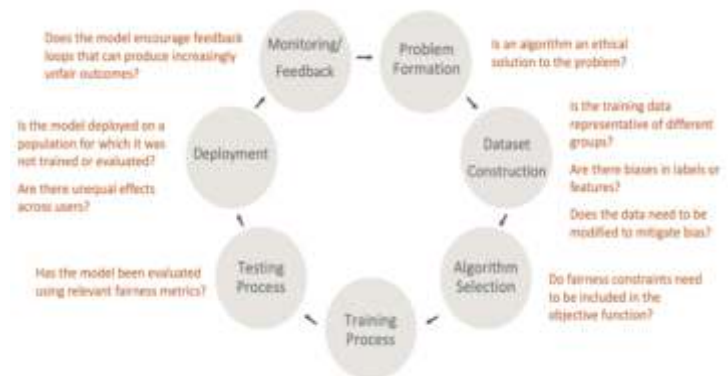 Does the model encourage feedback
loops that can produce increasingly
unfair outcomes?
Monitoring/
Feedback
Problem
Formation
Is an algorithm an ethical
solution to the problem?
Is the training data
representative of different
groups?
Are there biases in labels or
features?
Does the data need to be
modified to mitigate bias?
Dataset
Construction
Algorithm
Selection
Do fairness constraints need
to be included in the
objective function?
Training
Process
Testing
Process
Has the model been evaluated
using relevant fairness metrics?
Deployment
Is the model deployed on a
population for which it was
not trained or evaluated?
Are there unequal effects
across users?